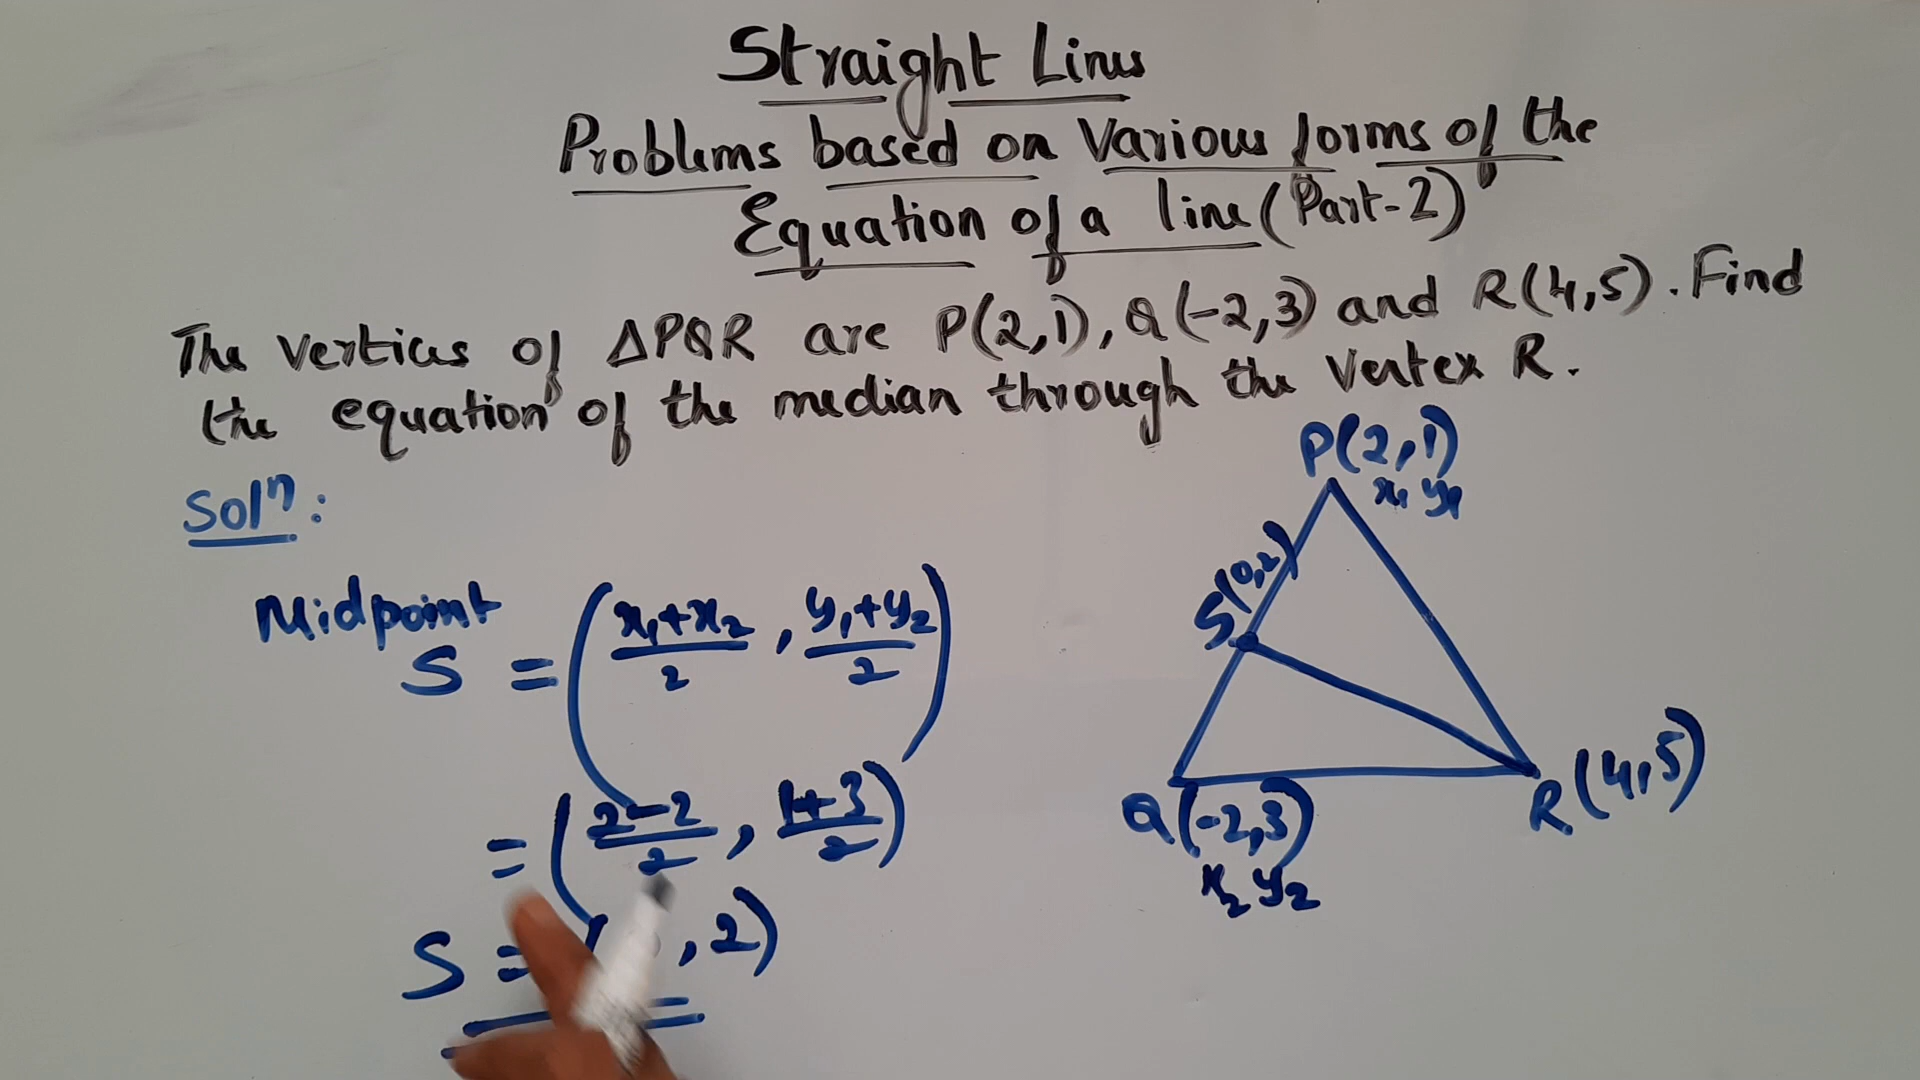 Straight Lines
Problems based on Various forms of the
Equation of a line (Part-2)
The vertices of ΔPQR are P(2,1), Q(-2,3) and R(4,5). Find
the equation of the median through the vertex R.
Solⁿ:
P(2,1)
x₁ y₁
S(0,2)
Midpoint
S = (x₁+x₂/2, y₁+y₂/2)
R(4,5)
Q(-2,3)
x₂ y₂
= (2-2/2, 1+3/2)
S = ( ,2)